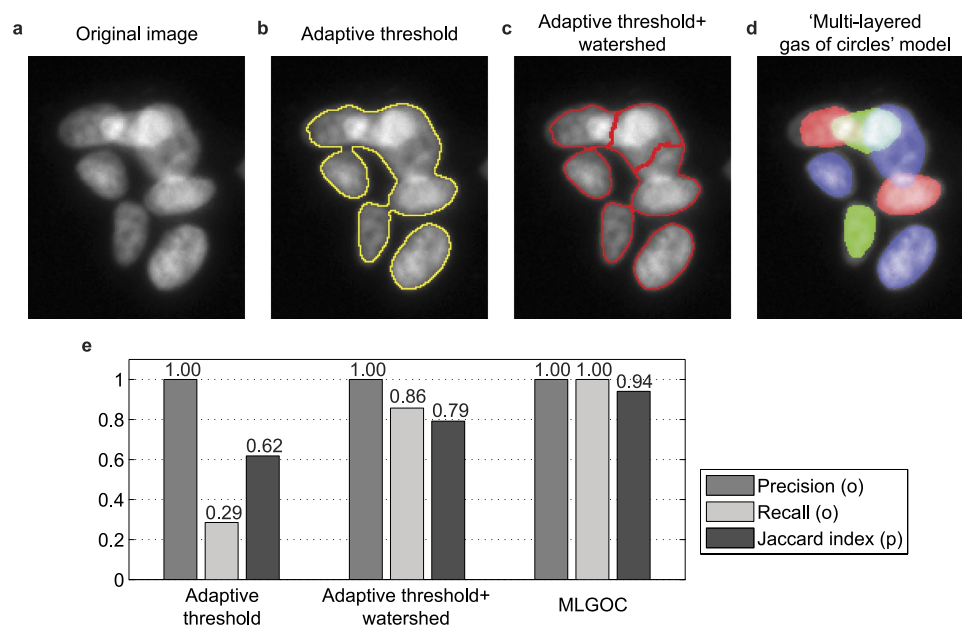 a Original image
b Adaptive threshold
c Adaptive threshold+
watershed
d 'Multi-layered
gas of circles' model
e
1
0.8
0.6
0.4
0.2
0
1.00
0.29
0.62
1.00
0.86
0.79
1.00
1.00
0.94
Adaptive
threshold
Adaptive threshold+
watershed
MLGOC
Precision (o)
Recall (o)
Jaccard index (p)